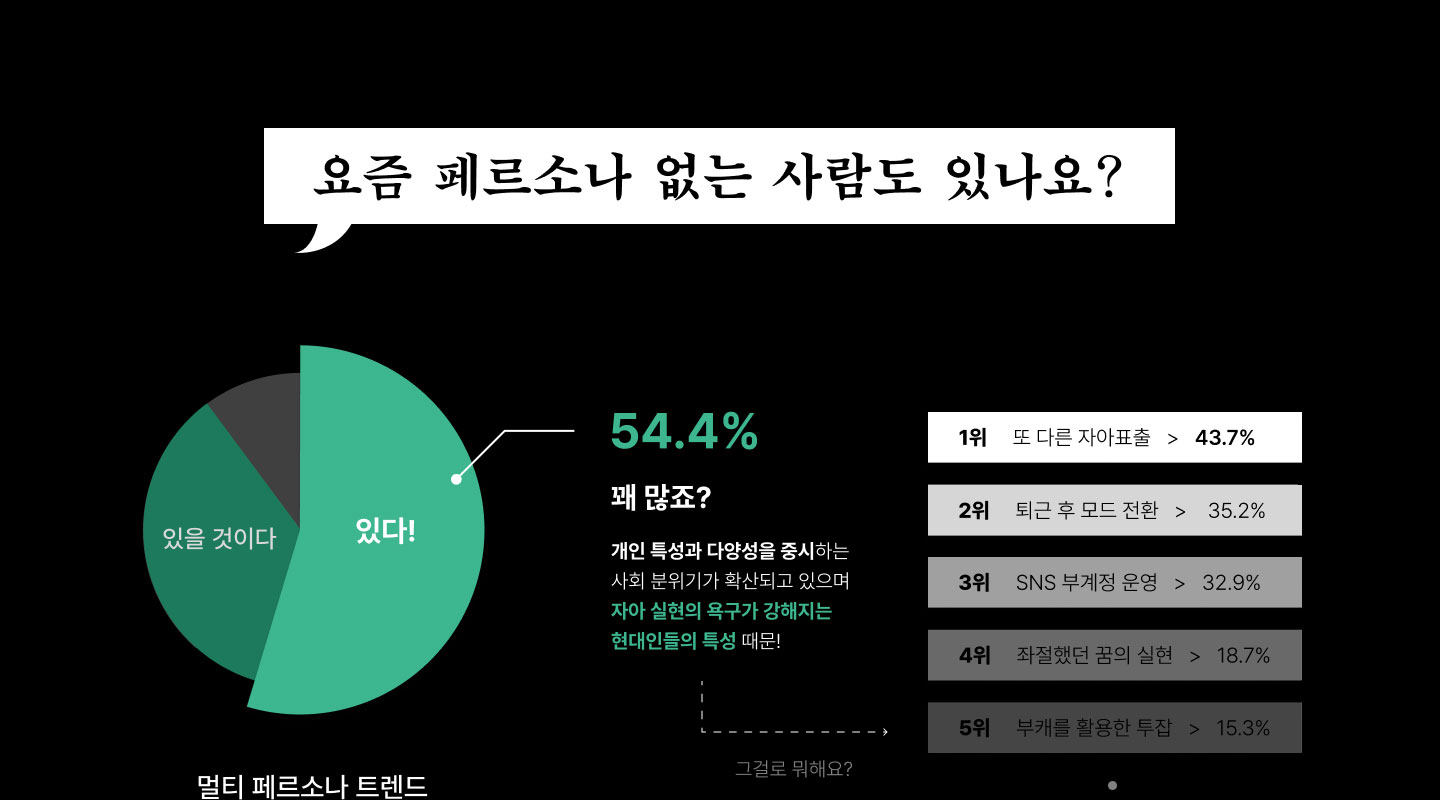 요즘 페르소나 없는 사람도 있나요?
있을 것이다
있다!
멀티 페르소나 트렌드
54.4%
꽤 많죠?
개인 특성과 다양성을 중시하는
사회 분위기가 확산되고 있으며
자아 실현의 욕구가 강해지는
현대인들의 특성 때문!
그걸로 뭐해요?
1위 또 다른 자아표출 > 43.7%
2위 퇴근 후 모드 전환 > 35.2%
3위 SNS 부계정 운영 > 32.9%
4위 좌절했던 꿈의 실현 > 18.7%
5위 부캐를 활용한 투잡 > 15.3%